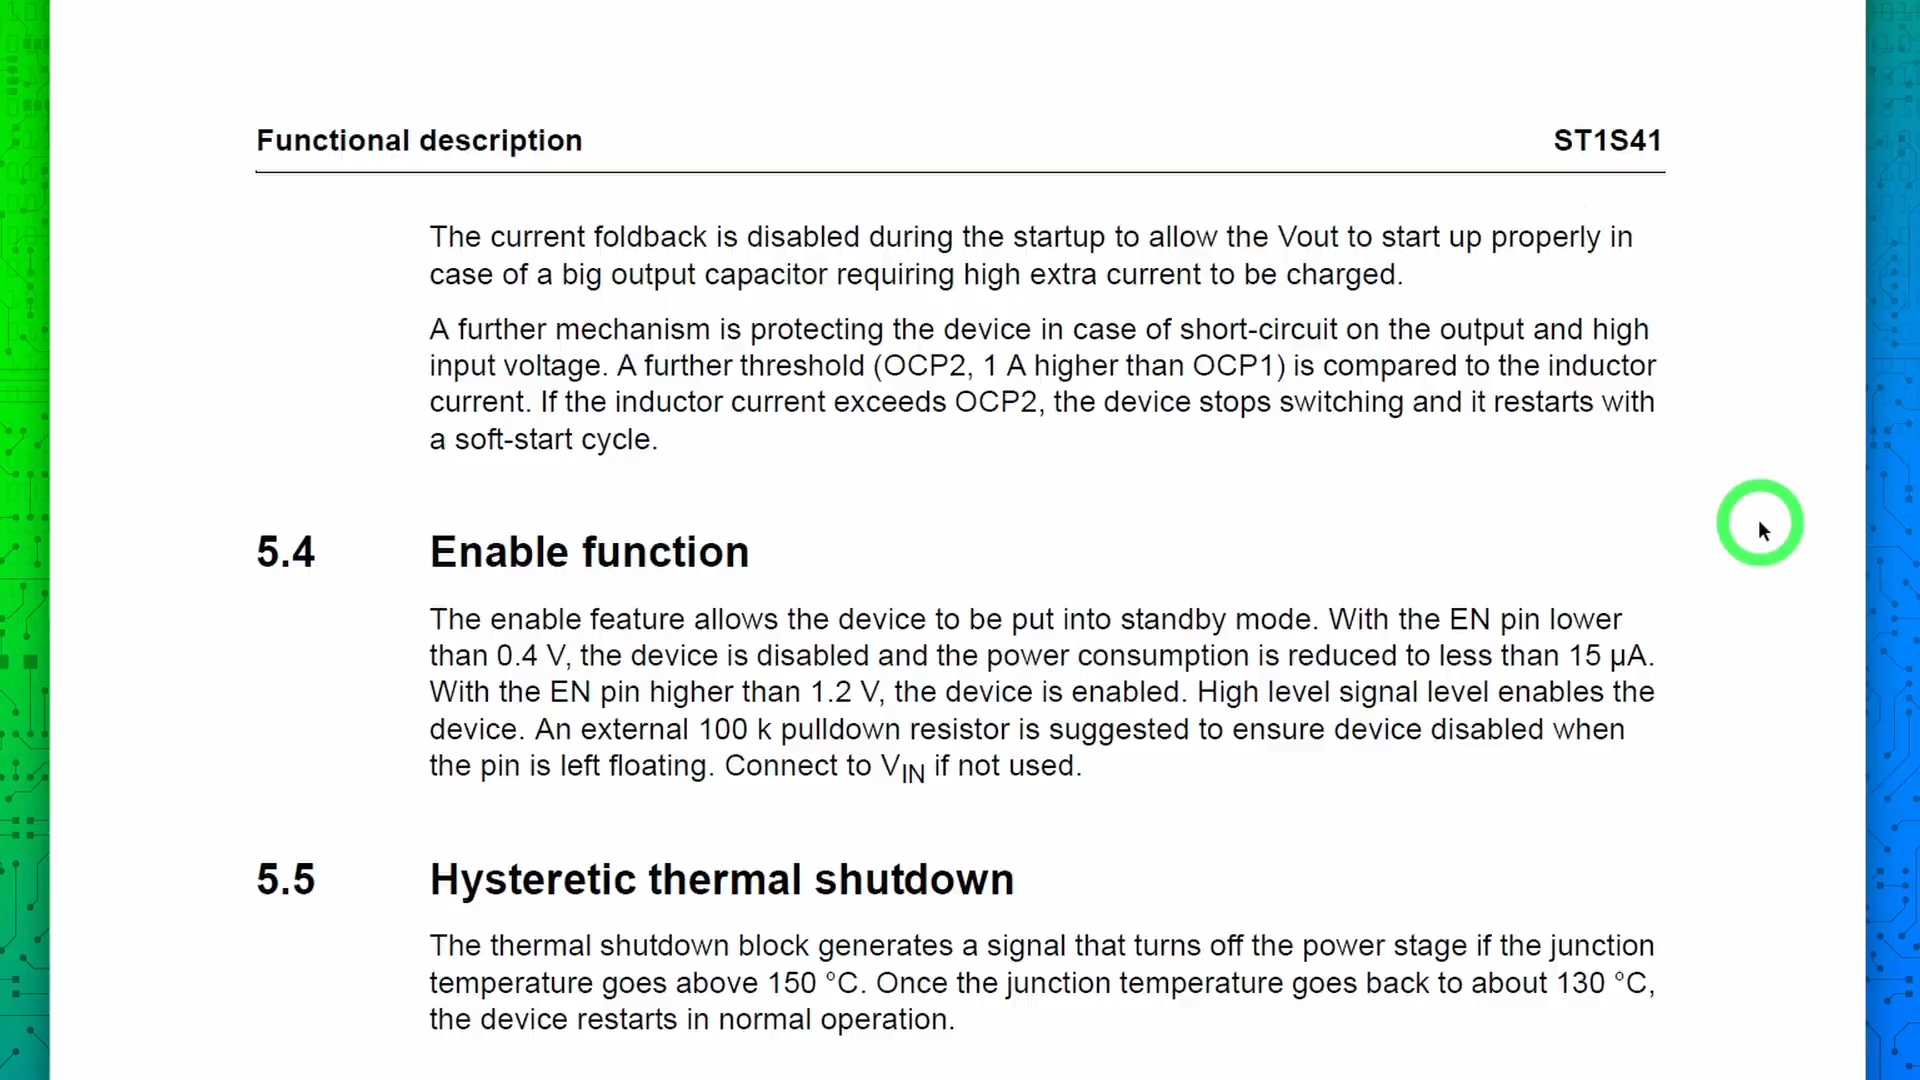 Functional description ST1S41
The current foldback is disabled during the startup to allow the Vout to start up properly in
case of a big output capacitor requiring high extra current to be charged.
A further mechanism is protecting the device in case of short-circuit on the output and high
input voltage. A further threshold (OCP2, 1 A higher than OCP1) is compared to the inductor
current. If the inductor current exceeds OCP2, the device stops switching and it restarts with
a soft-start cycle.
5.4 Enable function
The enable feature allows the device to be put into standby mode. With the EN pin lower
than 0.4 V, the device is disabled and the power consumption is reduced to less than 15 µA.
With the EN pin higher than 1.2 V, the device is enabled. High level signal level enables the
device. An external 100 k pulldown resistor is suggested to ensure device disabled when
the pin is left floating. Connect to VIN if not used.
5.5 Hysteretic thermal shutdown
The thermal shutdown block generates a signal that turns off the power stage if the junction
temperature goes above 150 °C. Once the junction temperature goes back to about 130 °C,
the device restarts in normal operation.